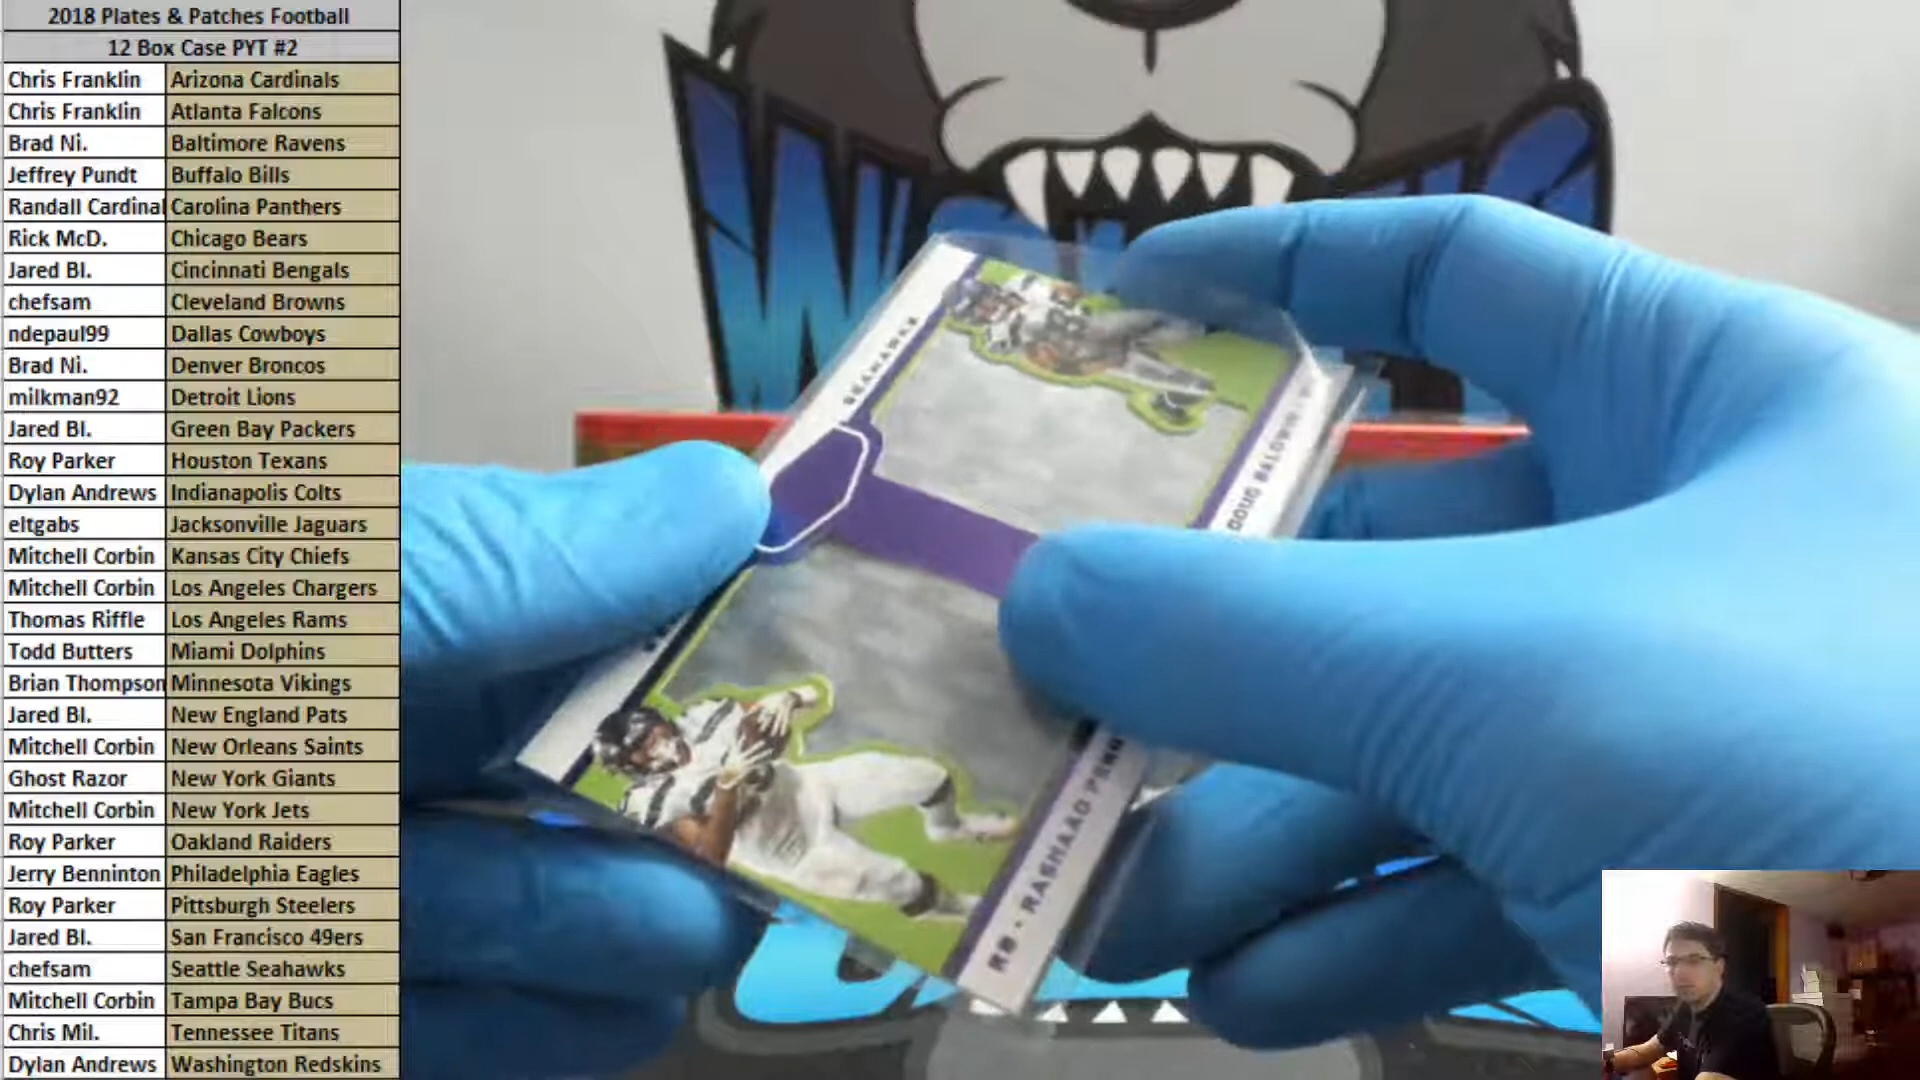 2018 Plates & Patches Football
12 Box Case PYT #2
Chris Franklin Arizona Cardinals
Chris Franklin Atlanta Falcons
Brad Ni. Baltimore Ravens
Jeffrey Pundt Buffalo Bills
Randall Cardinal Carolina Panthers
Rick McD. Chicago Bears
Jared Bl. Cincinnati Bengals
chefsam Cleveland Browns
ndepaul99 Dallas Cowboys
Brad Ni. Denver Broncos
milkman92 Detroit Lions
Jared Bl. Green Bay Packers
Roy Parker Houston Texans
Dylan Andrews Indianapolis Colts
eltgabs Jacksonville Jaguars
Mitchell Corbin Kansas City Chiefs
Mitchell Corbin Los Angeles Chargers
Thomas Riffle Los Angeles Rams
Todd Butters Miami Dolphins
Brian Thompson Minnesota Vikings
Jared Bl. New England Pats
Mitchell Corbin New Orleans Saints
Ghost Razor New York Giants
Mitchell Corbin New York Jets
Roy Parker Oakland Raiders
Jerry Benninton Philadelphia Eagles
Roy Parker Pittsburgh Steelers
Jared Bl. San Francisco 49ers
chefsam Seattle Seahawks
Mitchell Corbin Tampa Bay Bucs
Chris Mil. Tennessee Titans
Dylan Andrews Washington Redskins
SEAHAWKS
DOUG BALDWIN
RB · RASHAAD